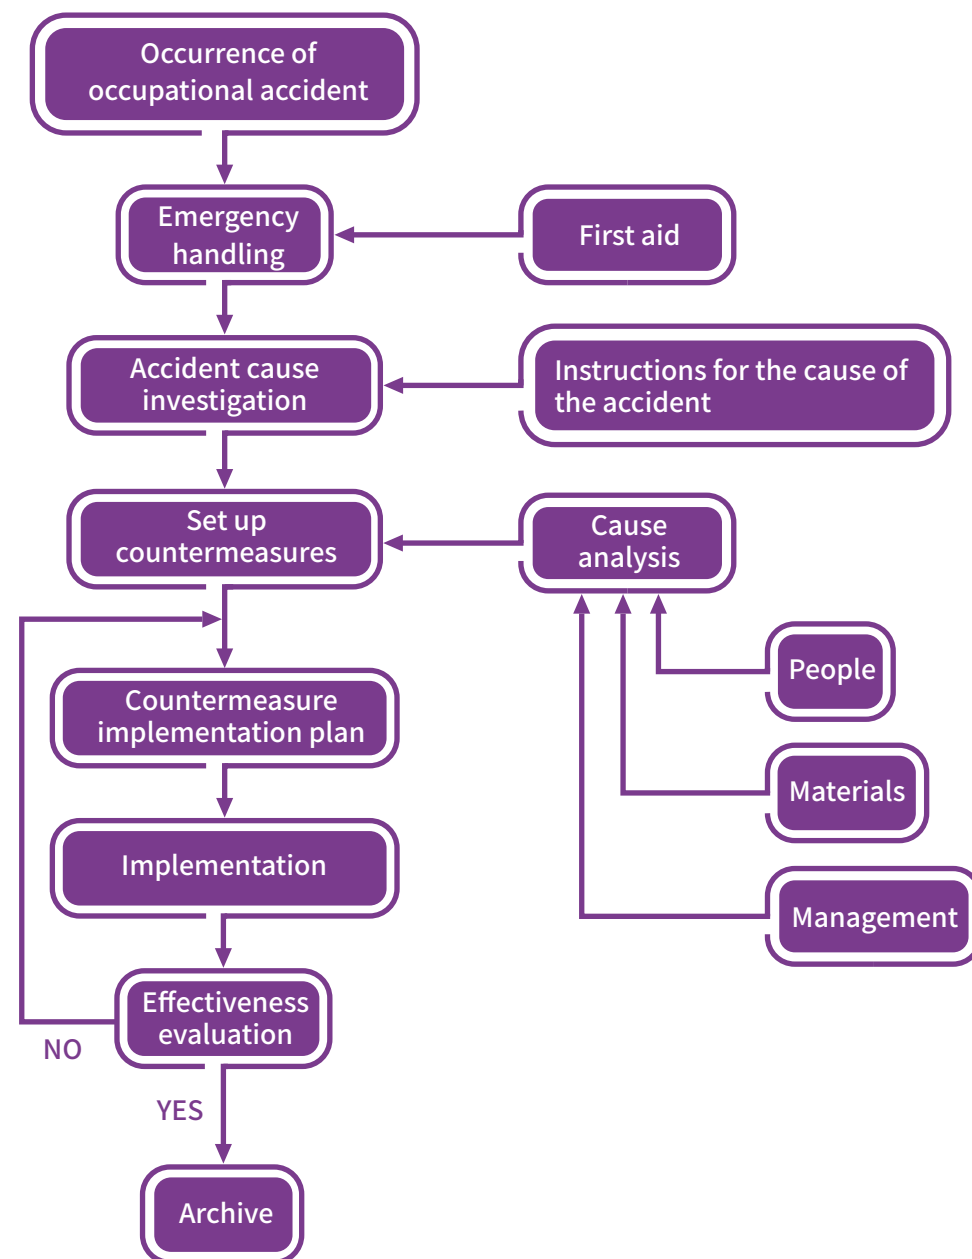 Occurrence of
occupational accident
Emergency
handling
First aid
Accident cause
investigation
Instructions for the cause of
the accident
Set up
countermeasures
Cause
analysis
People
Countermeasure
implementation plan
Materials
Implementation
Management
Effectiveness
evaluation
NO
YES
Archive